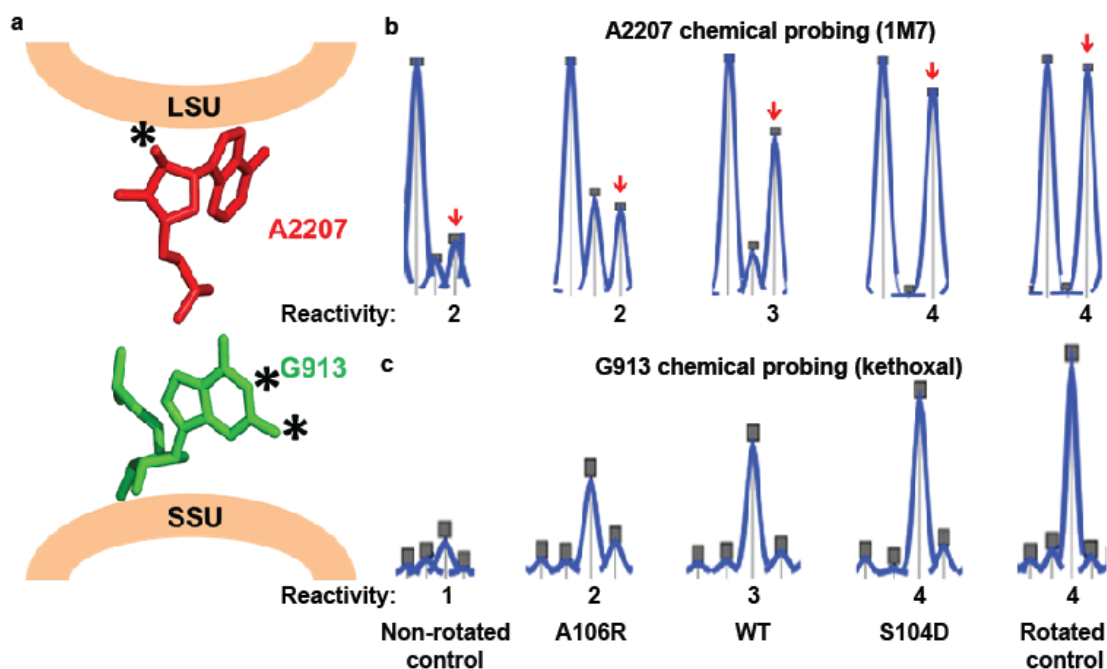 a
LSU
*
A2207
G913
*
*
SSU
b
A2207 chemical probing (1M7)
Reactivity: 2 2 3 4 4
c
G913 chemical probing (kethoxal)
Reactivity: 1 2 3 4 4
Non-rotated control
A106R
WT
S104D
Rotated control